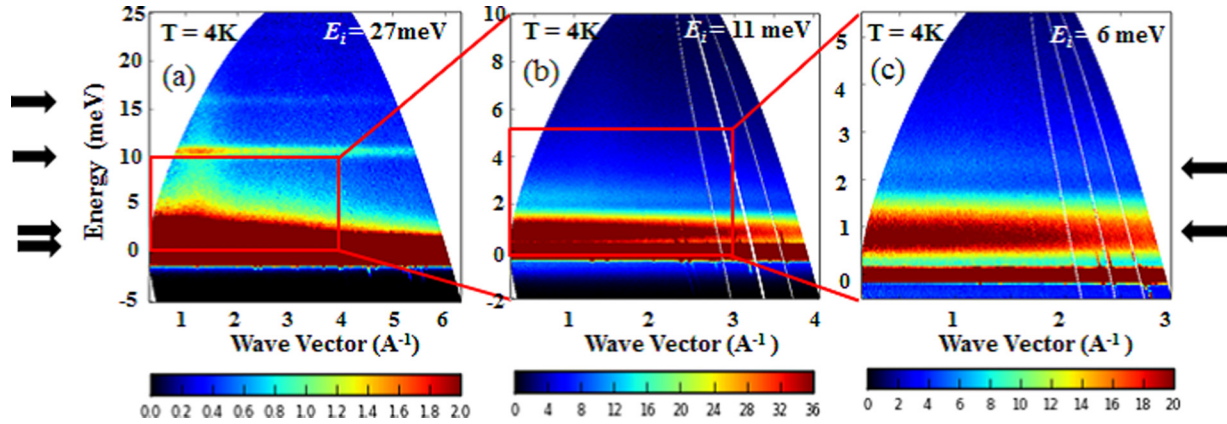 T = 4K E_i = 27meV
(a)
25
20
15
10
5
0
-5
Energy (meV)
1 2 3 4 5 6
Wave Vector (A⁻¹)
0.0 0.2 0.4 0.6 0.8 1.0 1.2 1.4 1.6 1.8 2.0
T = 4K E_i = 11 meV
(b)
10
8
6
4
2
0
-2
1 2 3 4
Wave Vector (A⁻¹)
0 4 8 12 16 20 24 28 32 36
T = 4K E_i = 6 meV
(c)
5
4
3
2
1
0
1 2 3
Wave Vector (A⁻¹)
0 2 4 6 8 10 12 14 16 18 20